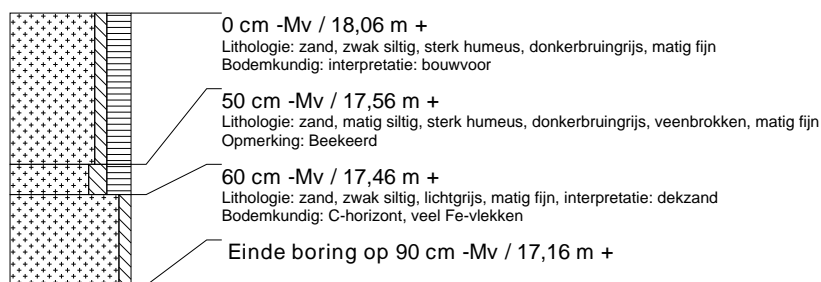 0 cm -Mv / 18,06 m +
Lithologie: zand, zwak siltig, sterk humeus, donkerbruingrijs, matig fijn
Bodemkundig: interpretatie: bouwvoor
50 cm -Mv / 17,56 m +
Lithologie: zand, matig siltig, sterk humeus, donkerbruingrijs, veenbrokken, matig fijn
Opmerking: Beekeerd
60 cm -Mv / 17,46 m +
Lithologie: zand, zwak siltig, lichtgrijs, matig fijn, interpretatie: dekzand
Bodemkundig: C-horizont, veel Fe-vlekken
Einde boring op 90 cm -Mv / 17,16 m +